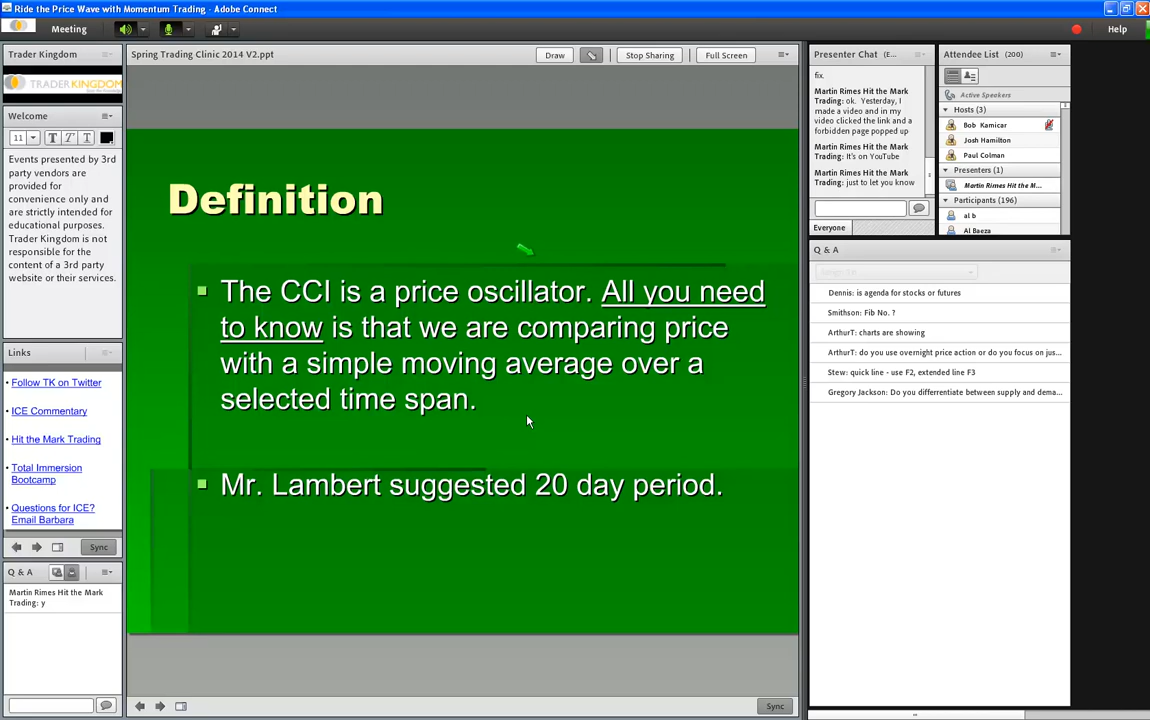 Ride the Price Wave with Momentum Trading - Adobe Connect
Meeting
Help
Trader Kingdom
TRADERKINGDOM
Welcome
11
T T T
Events presented by 3rd
party vendors are
provided for
convenience only and
are strictly intended for
educational purposes.
Trader Kingdom is not
responsible for the
content of a 3rd party
website or their services.
Links
• Follow TK on Twitter
• ICE Commentary
• Hit the Mark Trading
• Total Immersion
Bootcamp
• Questions for ICE?
Email Barbara
Sync
Q & A
Martin Rimes Hit the Mark
Trading: y
Spring Trading Clinic 2014 V2.ppt
Draw
Stop Sharing
Full Screen
Definition
The CCI is a price oscillator. All you need
to know is that we are comparing price
with a simple moving average over a
selected time span.
Mr. Lambert suggested 20 day period.
Sync
Presenter Chat (E...
fix.
Martin Rimes Hit the Mark
Trading: ok. Yesterday, I
made a video and in my
video clicked the link and a
forbidden page popped up
Martin Rimes Hit the Mark
Trading: It's on YouTube
Martin Rimes Hit the Mark
Trading: just to let you know
Everyone
Attendee List (200)
Active Speakers
Hosts (3)
Bob Kamicar
Josh Hamilton
Paul Colman
Presenters (1)
Martin Rimes Hit the M...
Participants (196)
al b
Al Baeza
Q & A
Dennis: is agenda for stocks or futures
Smithson: Fib No. ?
ArthurT: charts are showing
ArthurT: do you use overnight price action or do you focus on jus...
Stew: quick line - use F2, extended line F3
Gregory Jackson: Do you differentiate between supply and dema...